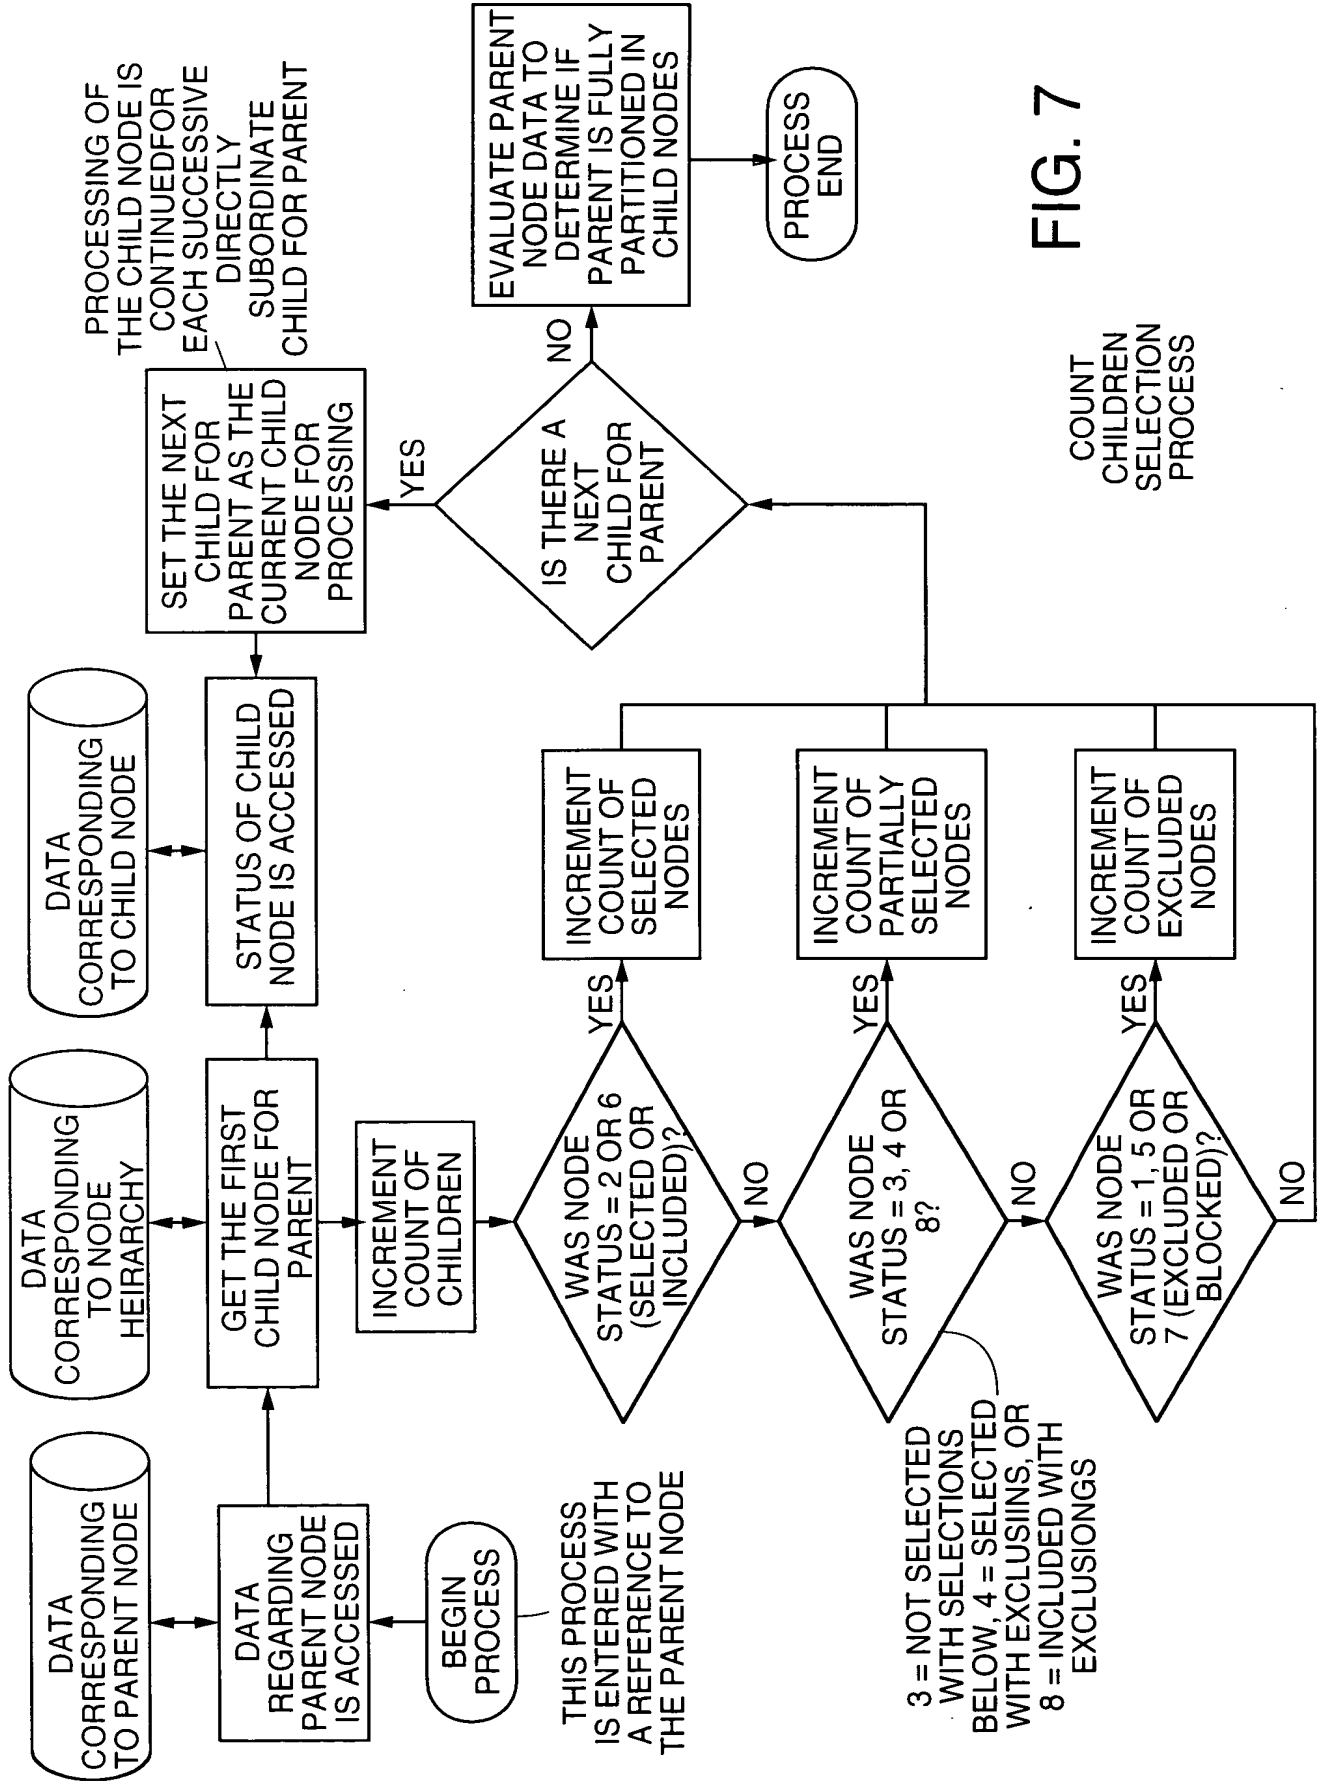 DATA
CORRESPONDING
TO PARENT NODE
DATA
CORRESPONDING
TO NODE
HEIRARCHY
DATA
CORRESPONDING
TO CHILD NODE
PROCESSING OF
THE CHILD NODE IS
CONTINUEDFOR
EACH SUCCESSIVE
DIRECTLY
SUBORDINATE
CHILD FOR PARENT
DATA
REGARDING
PARENT NODE
IS ACCESSED
GET THE FIRST
CHILD NODE FOR
PARENT
STATUS OF CHILD
NODE IS ACCESSED
SET THE NEXT
CHILD FOR
PARENT AS THE
CURRENT CHILD
NODE FOR
PROCESSING
BEGIN
PROCESS
INCREMENT
COUNT OF
CHILDREN
YES
THIS PROCESS
IS ENTERED WITH
A REFERENCE TO
THE PARENT NODE
WAS NODE
STATUS = 2 OR 6
(SELECTED OR
INCLUDED)?
YES
INCREMENT
COUNT OF
SELECTED
NODES
IS THERE A
NEXT
CHILD FOR
PARENT
NO
EVALUATE PARENT
NODE DATA TO
DETERMINE IF
PARENT IS FULLY
PARTITIONED IN
CHILD NODES
NO
WAS NODE
STATUS = 3, 4 OR
8?
YES
INCREMENT
COUNT OF
PARTIALLY
SELECTED
NODES
PROCESS
END
3 = NOT SELECTED
WITH SELECTIONS
BELOW, 4 = SELECTED
WITH EXCLUSIINS, OR
8 = INCLUDED WITH
EXCLUSIONGS
NO
WAS NODE
STATUS = 1, 5 OR
7 (EXCLUDED OR
BLOCKED)?
YES
INCREMENT
COUNT OF
EXCLUDED
NODES
NO
COUNT
CHILDREN
SELECTION
PROCESS
FIG. 7